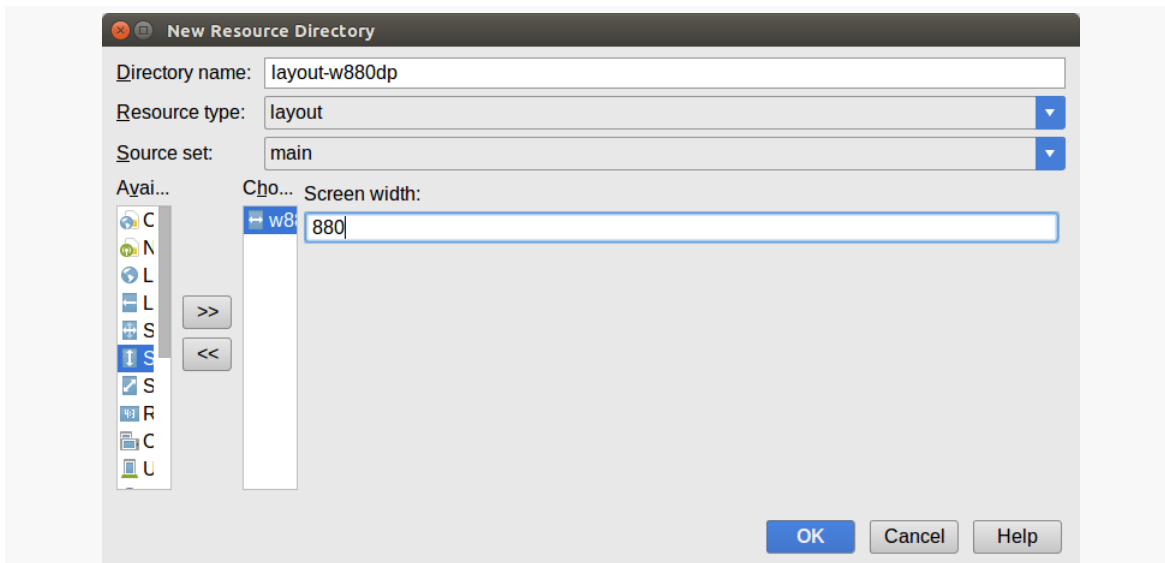 New Resource Directory
Directory name: layout-w880dp
Resource type: layout
Source set: main
Avai... Cho... Screen width:
C w88 880
N
L
L
S
>>
S
<<
S
R
C
U
OK Cancel Help